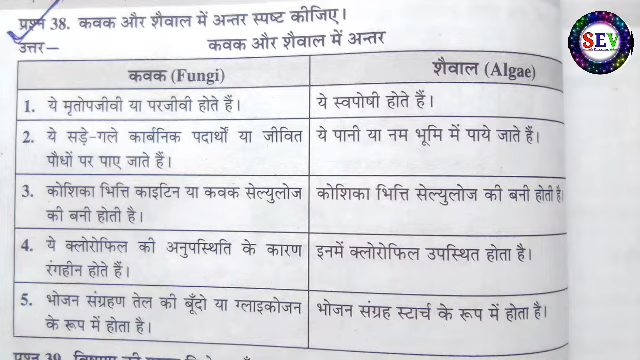 प्रश्न 38. कवक और शैवाल में अन्तर स्पष्ट कीजिए।
उत्तर— कवक और शैवाल में अन्तर
SEV
कवक (Fungi) शैवाल (Algae)
1. ये मृतोपजीवी या परजीवी होते हैं। ये स्वपोषी होते हैं।
2. ये सड़े-गले कार्बनिक पदार्थों या जीवित ये पानी या नम भूमि में पाये जाते हैं।
पौधों पर पाए जाते हैं।
3. कोशिका भित्ति काइटिन या कवक सेल्युलोज कोशिका भित्ति सेल्युलोज की बनी होती है।
की बनी होती है।
4. ये क्लोरोफिल की अनुपस्थिति के कारण इनमें क्लोरोफिल उपस्थित होता है।
रंगहीन होते हैं।
5. भोजन संग्रहण तेल की बूँदो या ग्लाइकोजन भोजन संग्रह स्टार्च के रूप में होता है।
के रूप में होता है।
प्रश्न 39.